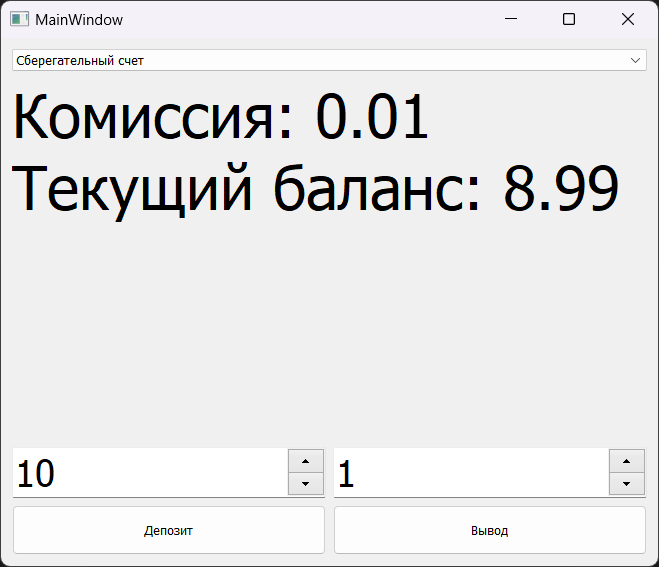 MainWindow
Сберегательный счет
Комиссия: 0.01
Текущий баланс: 8.99
10
1
Депозит
Вывод